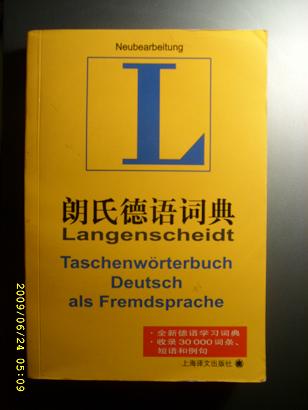 Neubearbeitung
L
朗氏德语词典
Langenscheidt
Taschenwörterbuch
Deutsch
als Fremdsprache
·全新德语学习词典
·收录30000词条、
短语和例句
上海译文出版社
2009/06/24 05:09